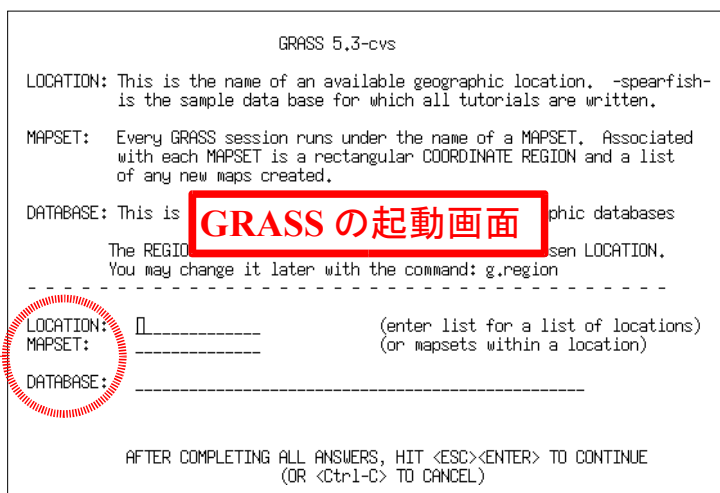 GRASS 5.3-cvs
LOCATION: This is the name of an available geographic location. -spearfish-
is the sample data base for which all tutorials are written.
MAPSET: Every GRASS session runs under the name of a MAPSET. Associated
with each MAPSET is a rectangular COORDINATE REGION and a list
of any new maps created.
DATABASE: This is phic databases
GRASS の起動画面
The REGIO sen LOCATION.
You may change it later with the command: g.region
- - - - - - - - - - - - - - - - - - - - - - - - - - - - - - - - - - - -
LOCATION: _____________ (enter list for a list of locations)
MAPSET: ______________ (or mapsets within a location)
DATABASE: __________________________________________________
AFTER COMPLETING ALL ANSWERS, HIT <ESC><ENTER> TO CONTINUE
(OR <Ctrl-C> TO CANCEL)